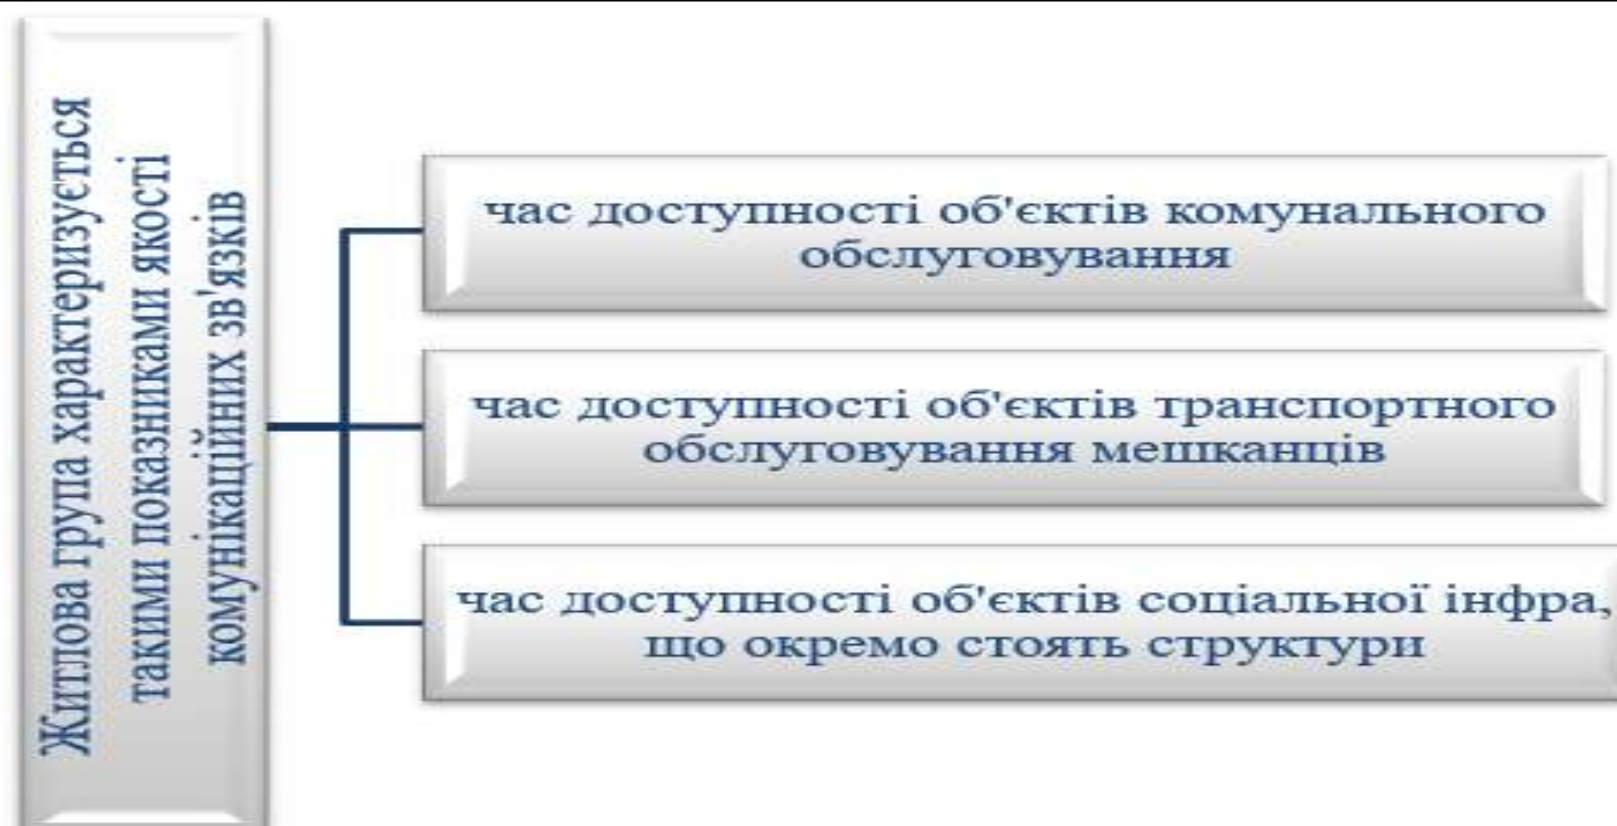 Житлова група характеризується
такими показниками якості
комунікаційних зв'язків
час доступності об'єктів комунального
обслуговування
час доступності об'єктів транспортного
обслуговування мешканців
час доступності об'єктів соціальної інфра,
що окремо стоять структури